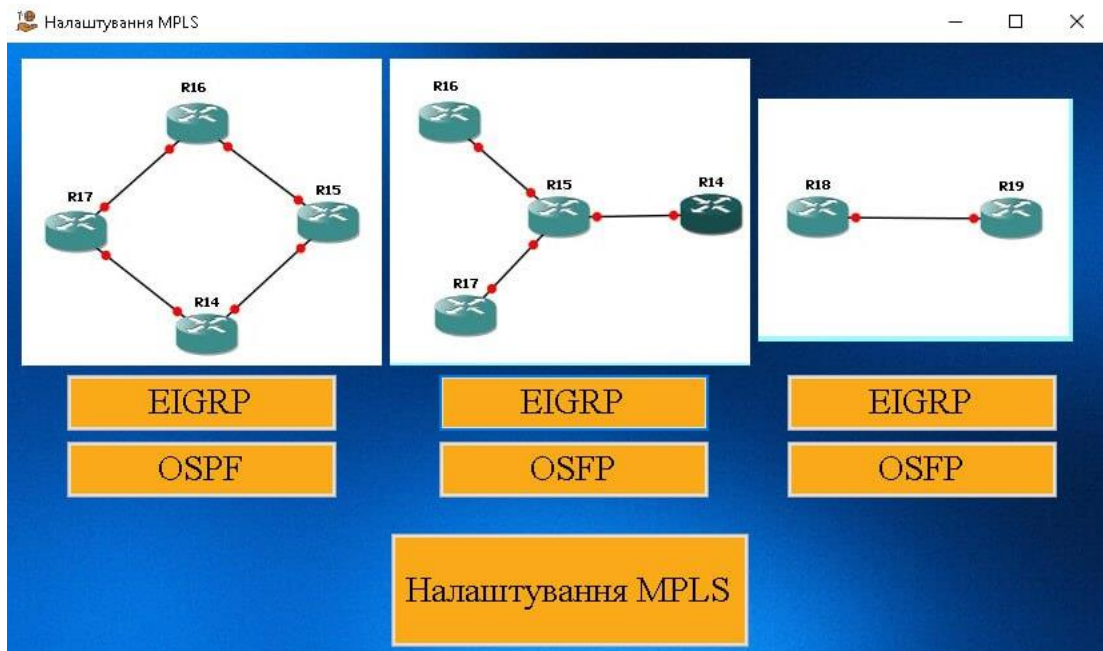 Налаштування MPLS
R16
R17
R15
R14
R16
R15
R14
R17
R18
R19
EIGRP
EIGRP
EIGRP
OSPF
OSFP
OSFP
Налаштування MPLS